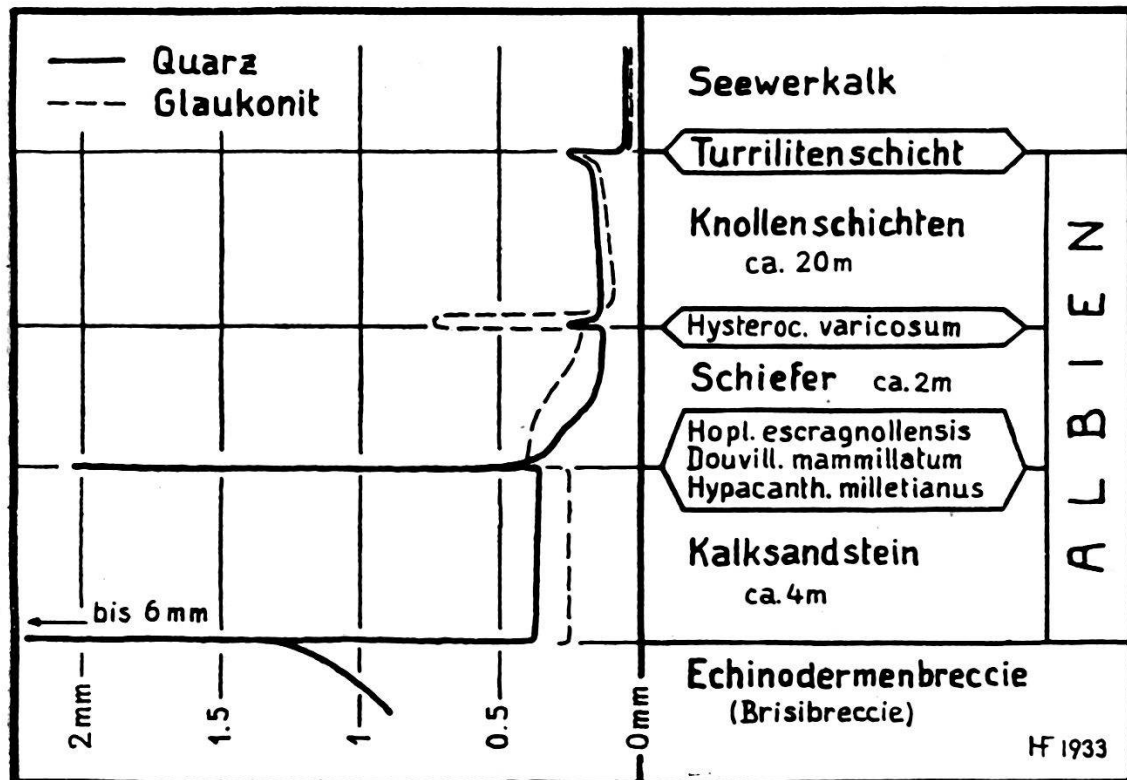 Quarz
Glaukonit
bis 6 mm
2mm
1.5
1
0.5
0mm
Seewerkalk
Turrilitenschicht
Knollenschichten
ca. 20m
Hysteroc. varicosum
Schiefer ca. 2m
Hopl. escragnollensis
Douvill. mammillatum
Hypacanth. milletianus
Kalksandstein
ca. 4m
Echinodermenbreccie
(Brisibreccie)
ALBIEN
HF 1933